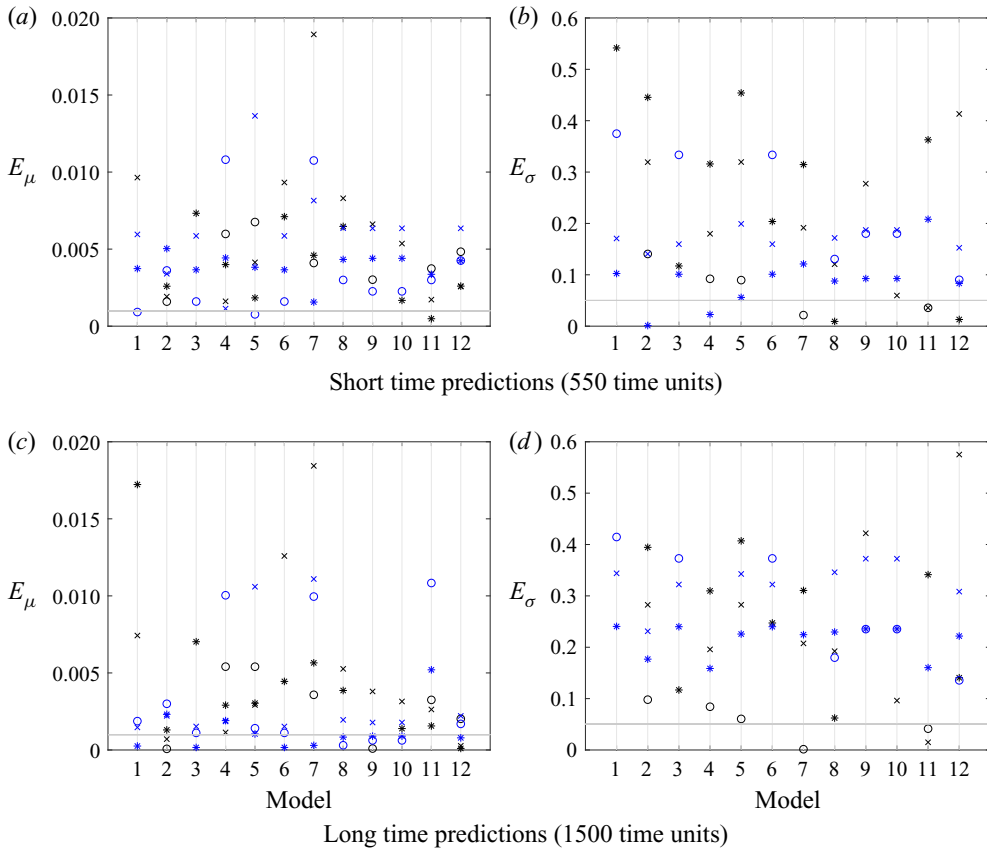 (a) (b)
0.020 0.6
0.015 0.5
0.4
0.010 0.3
Eμ Eσ
0.005 0.2
0.1
0 0
1 2 3 4 5 6 7 8 9 10 11 12 1 2 3 4 5 6 7 8 9 10 11 12
Short time predictions (550 time units)
(c) (d)
0.020 0.6
0.015 0.5
0.4
0.010 0.3
Eμ Eσ
0.005 0.2
0.1
0 0
1 2 3 4 5 6 7 8 9 10 11 12 1 2 3 4 5 6 7 8 9 10 11 12
Model Model
Long time predictions (1500 time units)